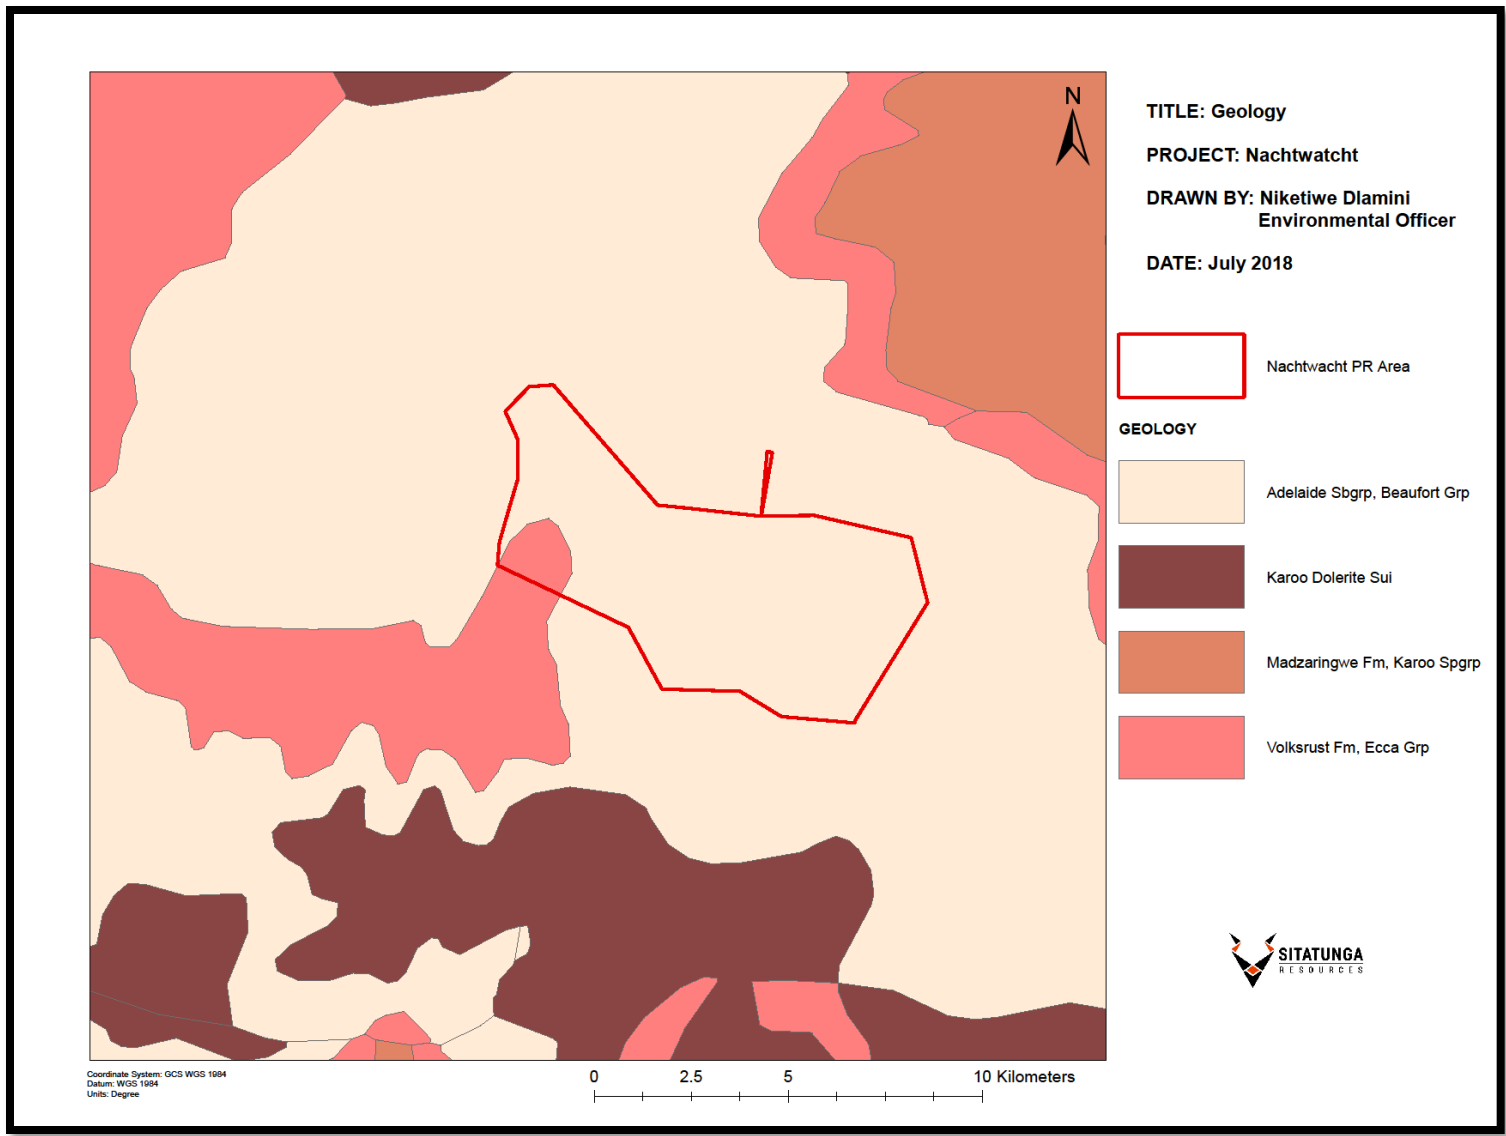 N
TITLE: Geology
PROJECT: Nachtwatcht
DRAWN BY: Niketiwe Dlamini
Environmental Officer
DATE: July 2018
Nachtwacht PR Area
GEOLOGY
Adelaide Sbgrp, Beaufort Grp
Karoo Dolerite Sui
Madzaringwe Fm, Karoo Spgrp
Volksrust Fm, Ecca Grp
SITATUNGA
RESOURCES
Coordinate System: GCS WGS 1984
Datum: WGS 1984
Units: Degree
0 2.5 5 10 Kilometers